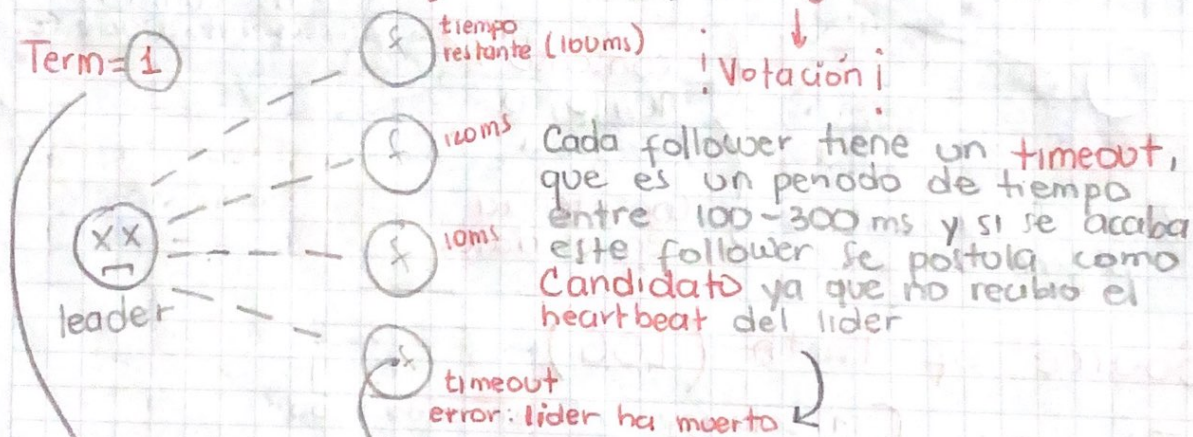 Term = 1
f
tiempo
restante (100ms)
¡Votación!
f
120ms
Cada follower tiene un timeout,
que es un periodo de tiempo
entre 100-300 ms y si se acaba
este follower se postula como
Candidato ya que no recibio el
heartbeat del lider
xx
leader
f
10ms
f
timeout
error: lider ha muerto